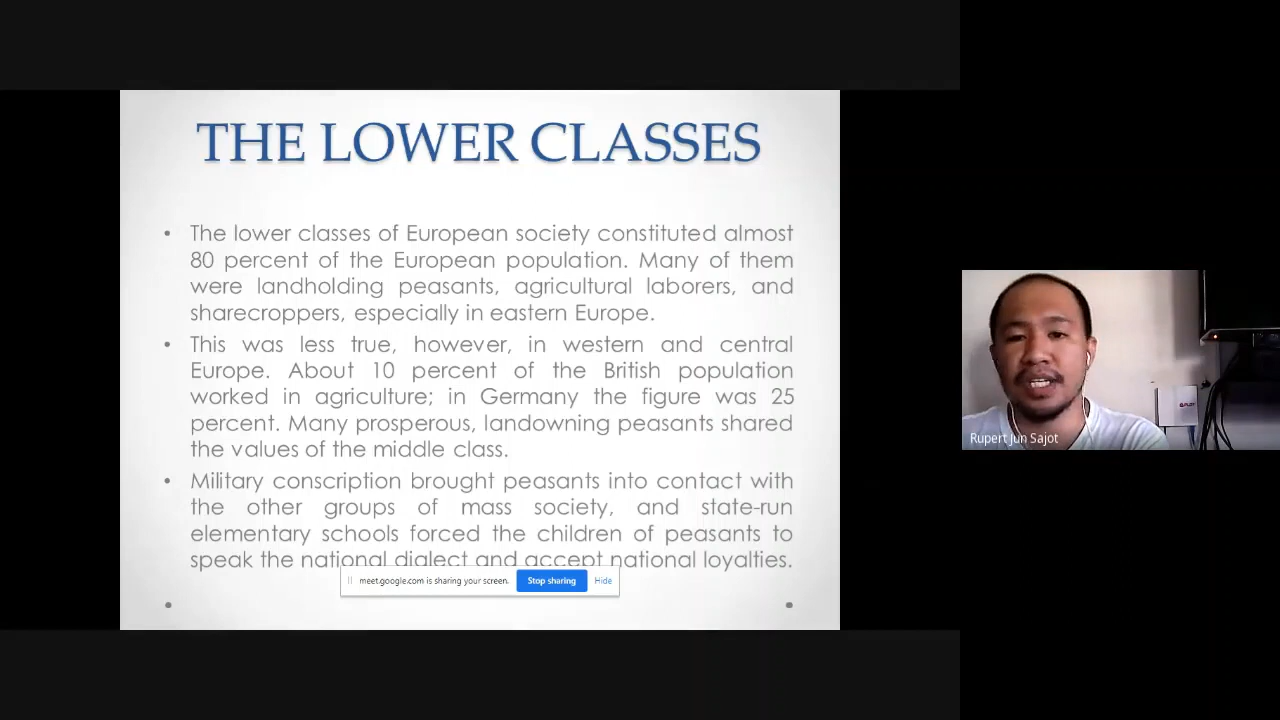 THE LOWER CLASSES
• The lower classes of European society constituted almost
80 percent of the European population. Many of them
were landholding peasants, agricultural laborers, and
sharecroppers, especially in eastern Europe.
• This was less true, however, in western and central
Europe. About 10 percent of the British population
worked in agriculture; in Germany the figure was 25
percent. Many prosperous, landowning peasants shared
the values of the middle class.
• Military conscription brought peasants into contact with
the other groups of mass society, and state-run
elementary schools forced the children of peasants to
speak the national dialect and accept national loyalties.
meet.google.com is sharing your screen. Stop sharing Hide
Rupert Jun Sajot